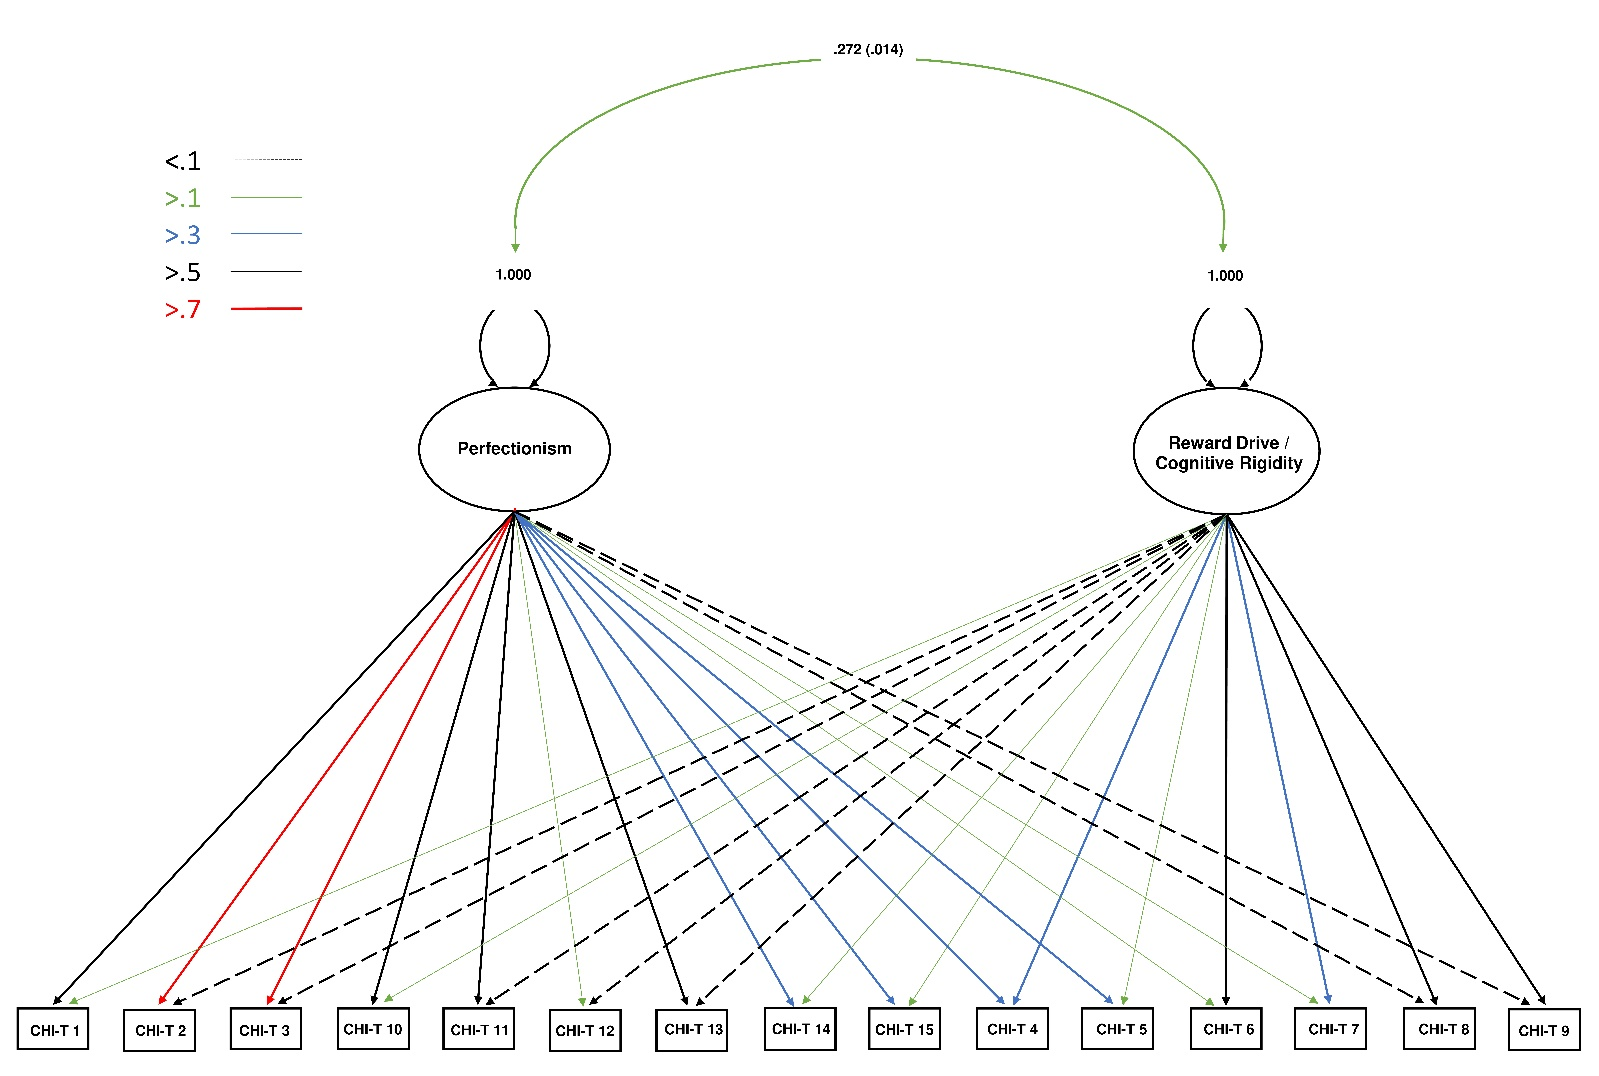 .272 (.014)
<.1
>.1
>.3
>.5
>.7
1.000
1.000
Perfectionism
Reward Drive /
Cognitive Rigidity
CHI-T 1
CHI-T 2
CHI-T 3
CHI-T 10
CHI-T 11
CHI-T 12
CHI-T 13
CHI-T 14
CHI-T 15
CHI-T 4
CHI-T 5
CHI-T 6
CHI-T 7
CHI-T 8
CHI-T 9